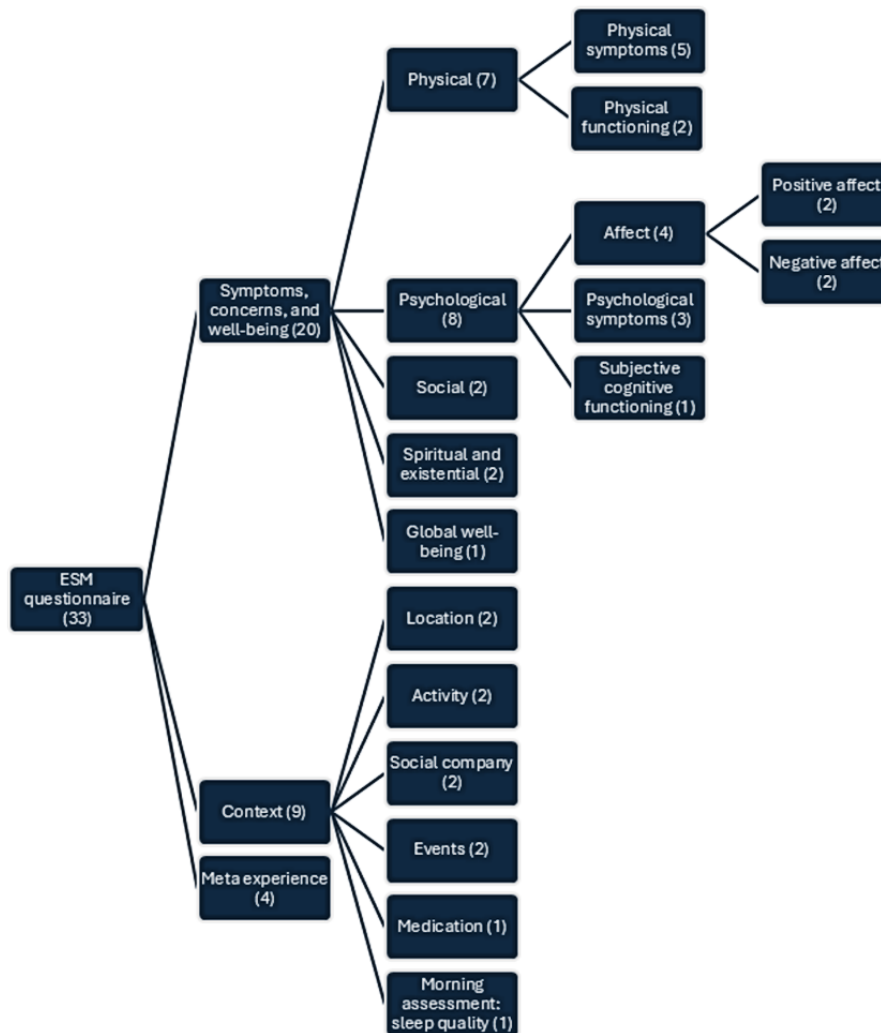 Physical
symptoms (5)
Physical (7)
Physical
functioning (2)
Positive affect
(2)
Affect (4)
Negative affect
(2)
Symptoms,
concerns, and
well-being (20)
Psychological
(8)
Psychological
symptoms (3)
Subjective
cognitive
functioning (1)
Social (2)
Spiritual and
existential (2)
Global well-
being (1)
ESM
questionnaire
(33)
Location (2)
Activity (2)
Social company
(2)
Context (9)
Events (2)
Meta experience
(4)
Medication (1)
Morning
assessment:
sleep quality (1)